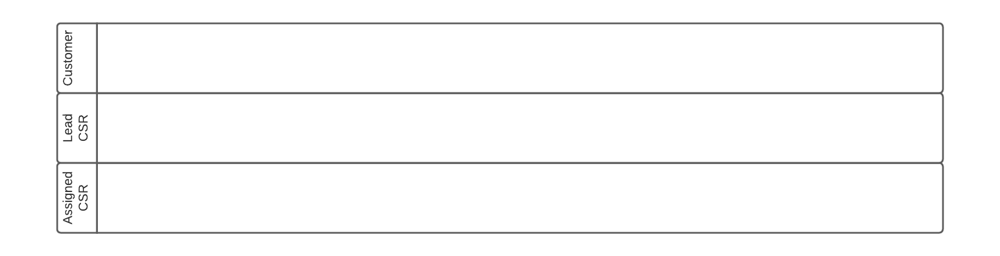 Customer
Lead
CSR
Assigned
CSR